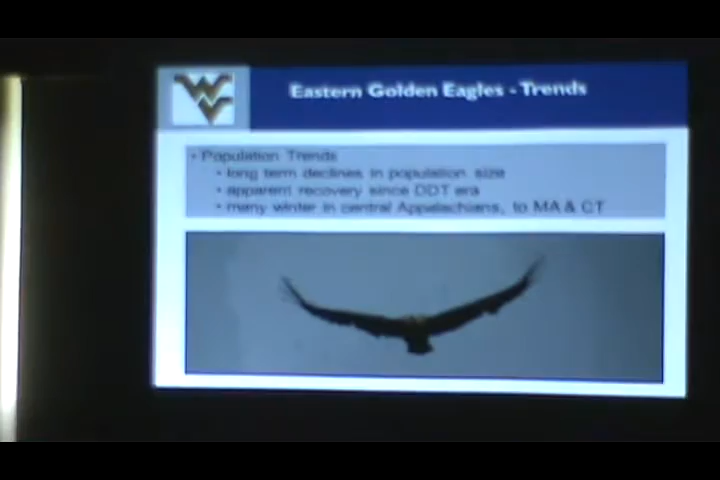 WV
Eastern Golden Eagles - Trends
• Population Trends
• long term declines in population size
• apparent recovery since DDT era
• many winter in central Appalachians, to MA & CT